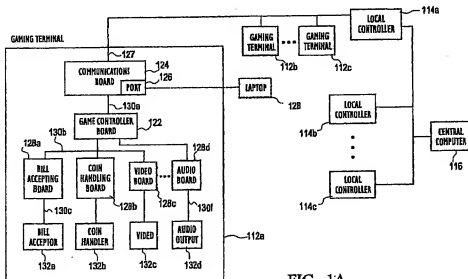 GAMING TERMINAL
127
COMMUNICATIONS BOARD
124
126
PORT
130a
GAME CONTROLLER BOARD
122
130b
128a
128d
BILL ACCEPTING BOARD
COIN HANDLING BOARD
128b
VIDEO BOARD
128c
AUDIO BOARD
130c
130f
BILL ACCEPTOR
COIN HANDLER
VIDEO
AUDIO OUTPUT
132a
132b
132c
132d
112a
GAMING TERMINAL
112b
GAMING TERMINAL
112c
LAPTOP
128
LOCAL CONTROLLER
114a
LOCAL CONTROLLER
114b
LOCAL CONTROLLER
114c
CENTRAL COMPUTER
116
FIG. 1A